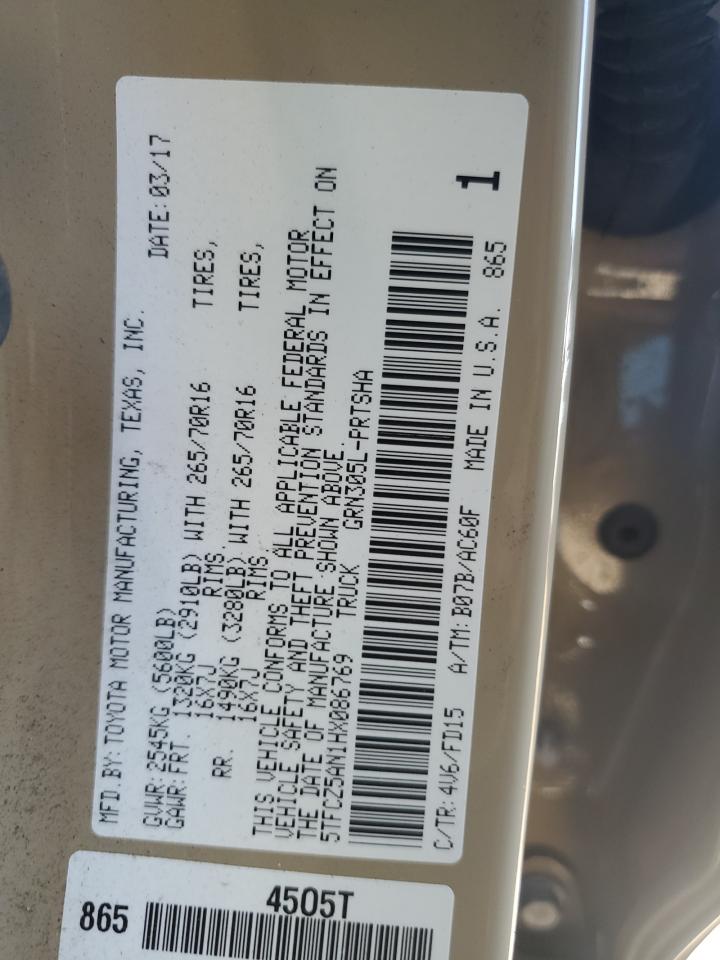 MFD.BY:TOYOTA MOTOR MANUFACTURING, TEXAS, INC.
DATE:03/17
GVWR:2545KG (5600LB)
GAWR:FRT. 1320KG (2910LB) WITH 265/70R16 TIRES,
16X7J RIMS
RR. 1490KG (3280LB) WITH 265/70R16 TIRES,
16X7J RIMS
THIS VEHICLE CONFORMS TO ALL APPLICABLE FEDERAL MOTOR
VEHICLE SAFETY AND THEFT PREVENTION STANDARDS IN EFFECT ON
THE DATE OF MANUFACTURE SHOWN ABOVE.
5TFCZ5AN1HX086769 TRUCK GRN305L-PRTSHA
1
C/TR:4V6/FD15 A/TM:B07B/AC60F MADE IN U.S.A. 865
865
4505T